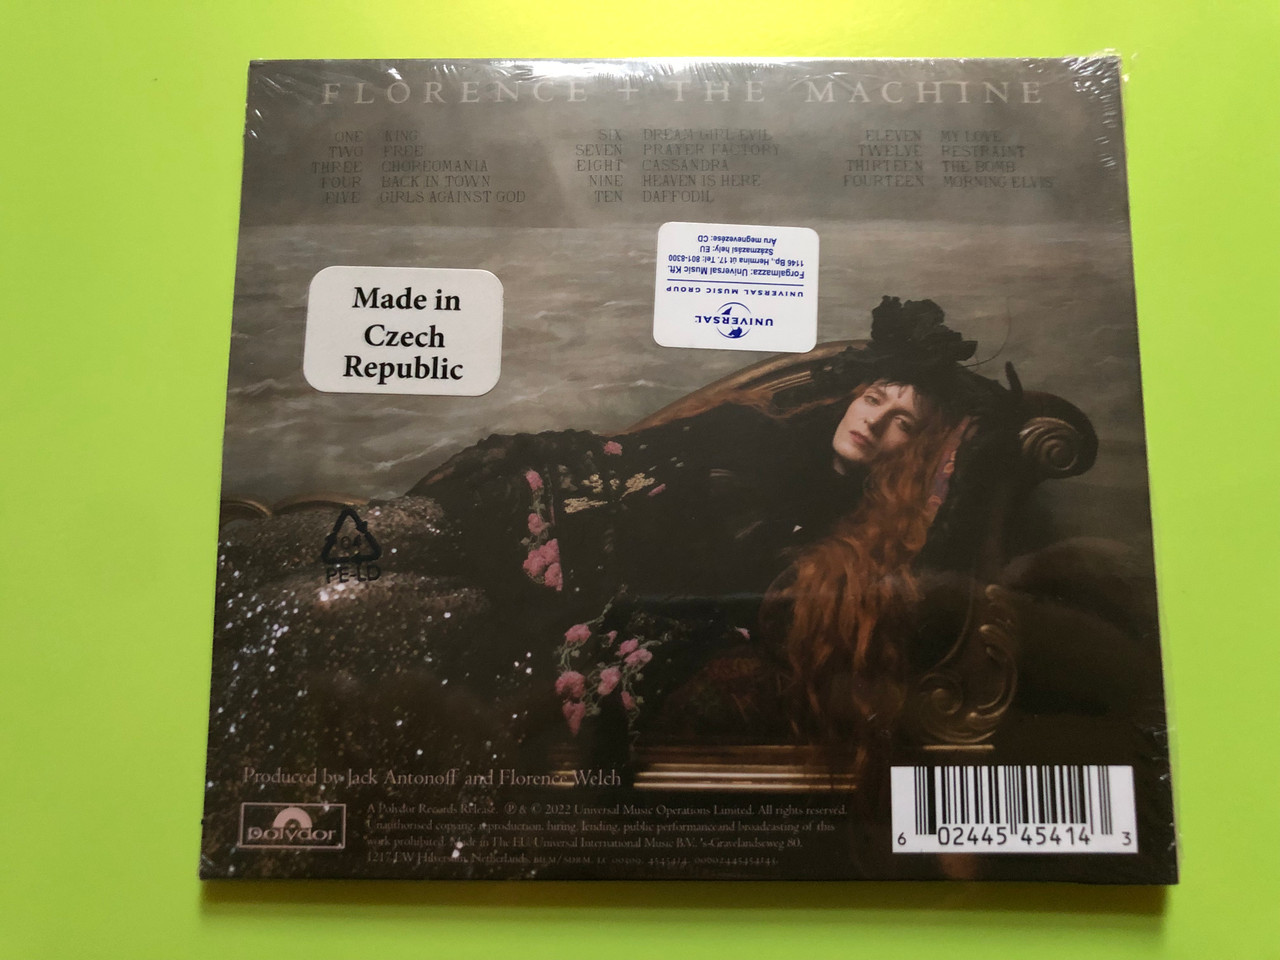 FLORENCE + THE MACHINE
ONE KING
TWO FREE
THREE CHOREOMANIA
FOUR BACK IN TOWN
FIVE GIRLS AGAINST GOD
SIX DREAM GIRL EVIL
SEVEN PRAYER FACTORY
EIGHT CASSANDRA
NINE HEAVEN IS HERE
TEN DAFFODIL
ELEVEN MY LOVE
TWELVE RESTRAINT
THIRTEEN THE BOMB
FOURTEEN MORNING ELVIS
Made in
Czech
Republic
UNIVERSAL
UNIVERSAL MUSIC GROUP
Forgalmazza: Universal Music Kft.
1146 Bp., Hermina út 17. Tel: 801-8300
Származási hely: EU
Áru megnevezése: CD
04
PE-LD
Produced by Jack Antonoff and Florence Welch
Polydor
A Polydor Records Release. ℗ & © 2022 Universal Music Operations Limited. All rights reserved.
Unauthorised copying, reproduction, hiring, lending, public performance and broadcasting of this
work prohibited. Made in The EU. Universal International Music B.V. 's-Gravelandseweg 80,
1217 EW Hilversum, Netherlands. BIEM/SDRM. LC 00309. 4545414. 00602445454143.
6 02445 45414 3